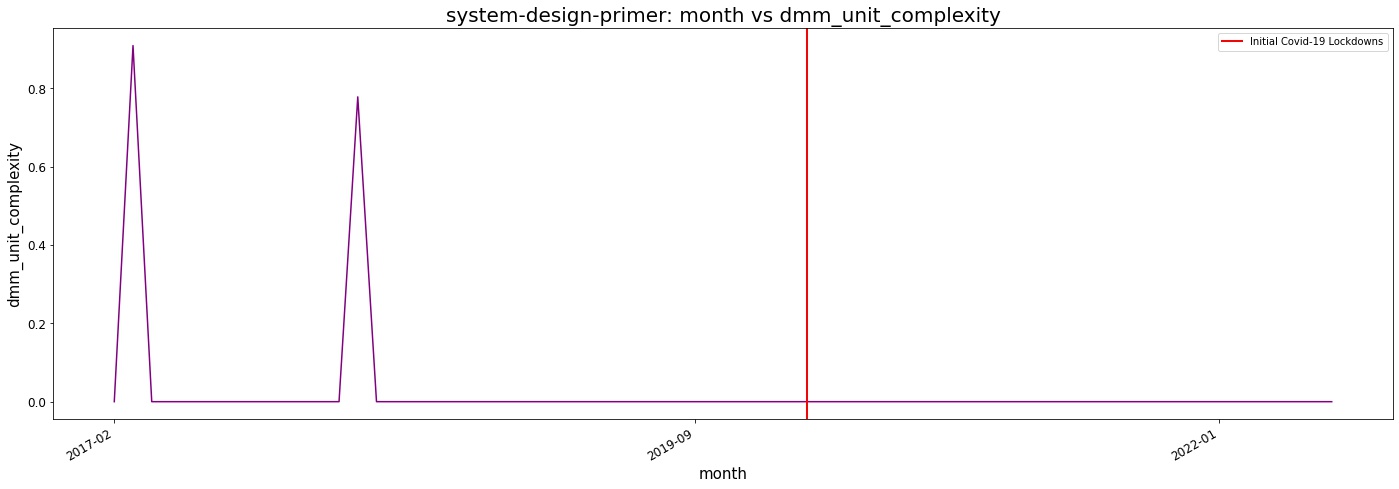 system-design-primer: month vs dmm_unit_complexity
Initial Covid-19 Lockdowns
dmm_unit_complexity
0.8
0.6
0.4
0.2
0.0
2017-02
2019-09
2022-01
month